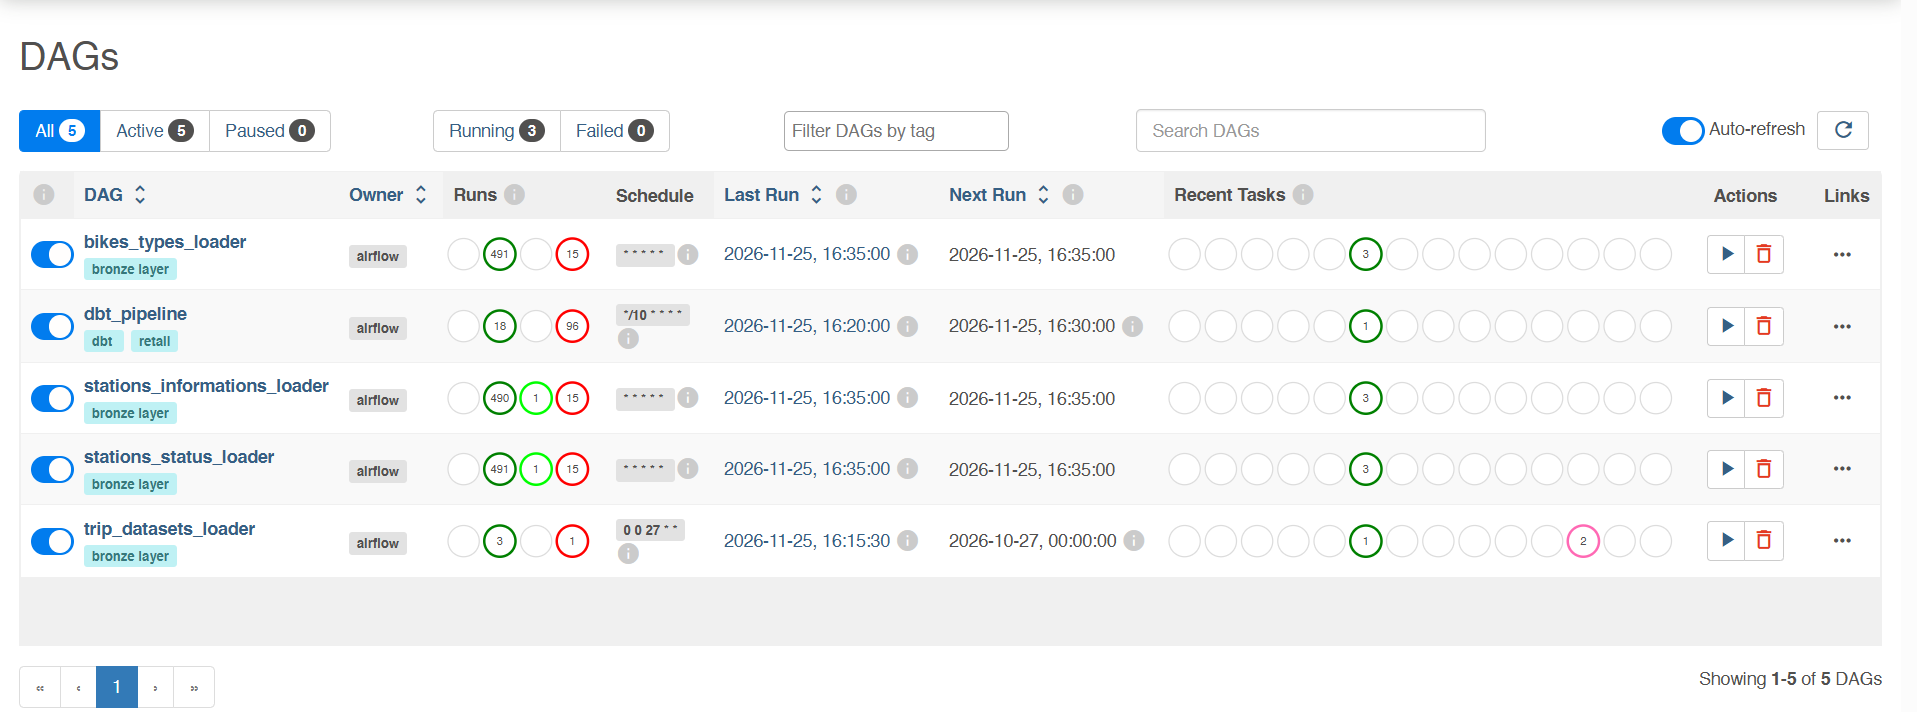 DAGs
All 5 Active 5 Paused 0 Running 3 Failed 0 Filter DAGs by tag Search DAGs Auto-refresh
i DAG Owner Runs i Schedule Last Run i Next Run i Recent Tasks i Actions Links
bikes_types_loader airflow 491 15 * * * * * i 2026-11-25, 16:35:00 i 2026-11-25, 16:35:00 3 •••
bronze layer
dbt_pipeline airflow 18 96 */10 * * * * i 2026-11-25, 16:20:00 i 2026-11-25, 16:30:00 i 1 •••
dbt retail
stations_informations_loader airflow 490 1 15 * * * * * i 2026-11-25, 16:35:00 i 2026-11-25, 16:35:00 3 •••
bronze layer
stations_status_loader airflow 491 1 15 * * * * * i 2026-11-25, 16:35:00 i 2026-11-25, 16:35:00 3 •••
bronze layer
trip_datasets_loader airflow 3 1 0 0 27 * * i 2026-11-25, 16:15:30 i 2026-10-27, 00:00:00 i 1 2 •••
bronze layer
« ‹ 1 › » Showing 1-5 of 5 DAGs